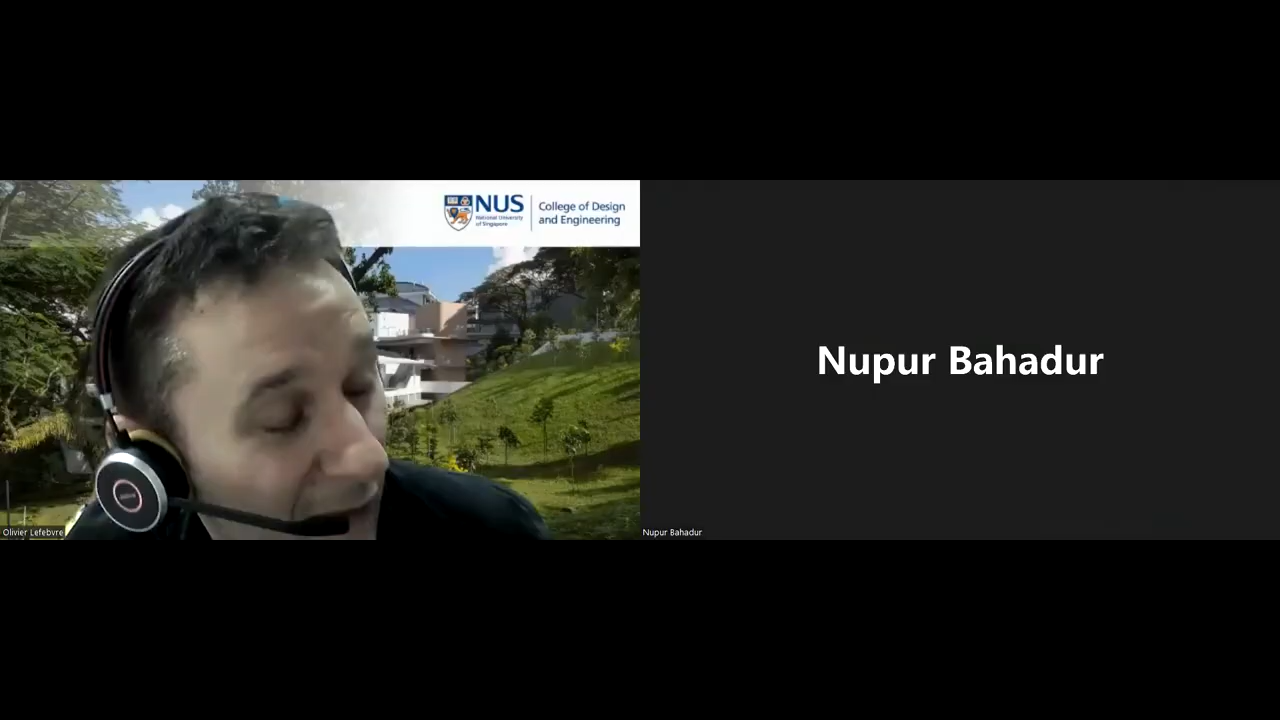 NUS
National University
of Singapore
College of Design
and Engineering
Nupur Bahadur
Olivier Lefebvre
Nupur Bahadur